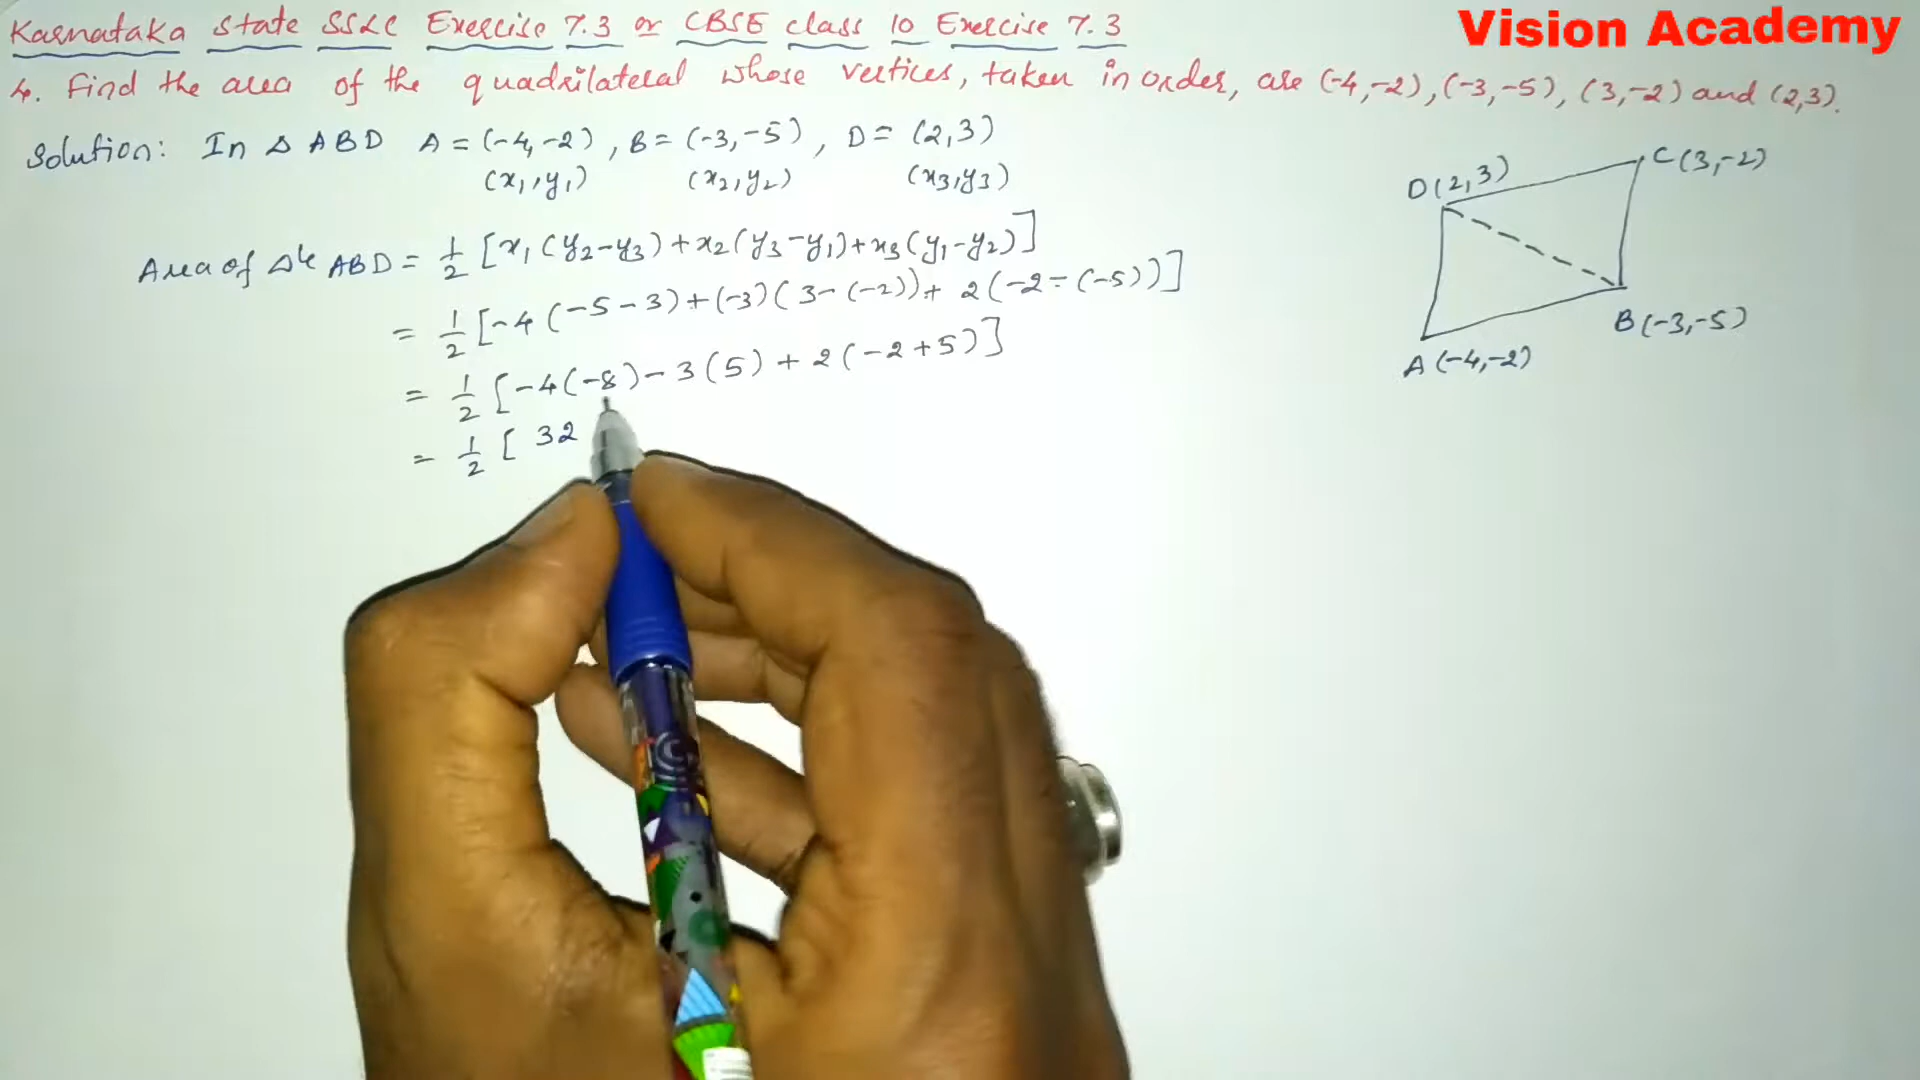 Karnataka State SSLC Exercise 7.3 or CBSE class 10 Exercise 7.3
Vision Academy
4. Find the area of the quadrilateral whose vertices, taken in order, are (-4,-2), (-3,-5), (3,-2) and (2,3).
Solution: In Δ ABD A = (-4,-2), B = (-3,-5), D = (2,3)
(x₁,y₁) (x₂,y₂) (x₃,y₃)
Area of Δle ABD = 1/2 [x₁(y₂-y₃)+x₂(y₃-y₁)+x₃(y₁-y₂)]
= 1/2 [-4(-5-3)+(-3)(3-(-2))+ 2(-2-(-5))]
= 1/2 [-4(-8)-3(5)+2(-2+5)]
= 1/2 [ 32
D(2,3)
C(3,-2)
B(-3,-5)
A(-4,-2)